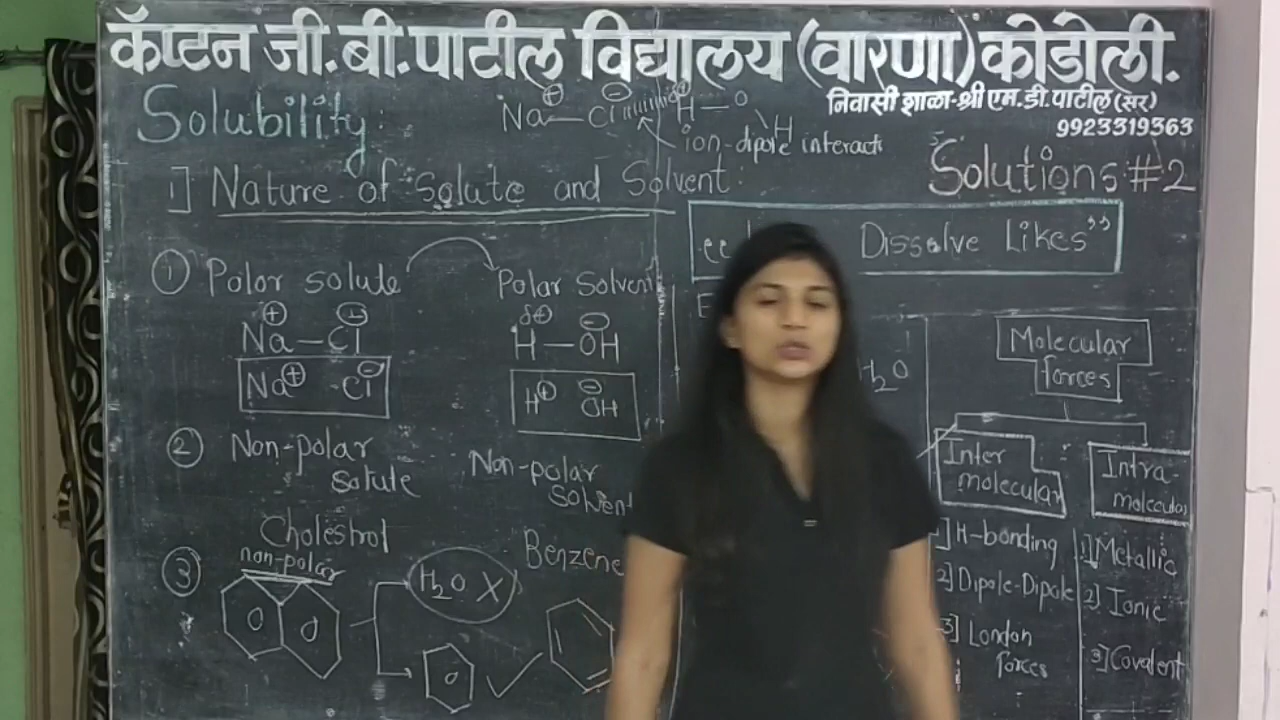 कॅप्टन जी.बी.पाटील विद्यालय (वारणा) कोडोली.
निवासी शाळा-श्री एम.डी.पाटील (सर)
9923319363
Solubility:
Na⊕—Cl⊖ H⊕—O
H
ion-dipole interacti
Solutions #2
1] Nature of Solute and Solvent:
"L Dissolve Likes"
① Polar solute
Na⊕—Cl⊖
Na⊕ Cl⊖
Polar Solvent
δ⊕ ⊖
H—OH
H⊕ ⊖OH
② Non-polar
Solute
Cholestrol
Non-polar
Solvent
Benzene
③ non-polar
H₂O X
H₂O
Molecular
forces
Inter
molecular
1] H-bonding
2] Dipole-Dipole
3] London
forces
Intra-
molecular
1] Metallic
2] Ionic
3] Covalent